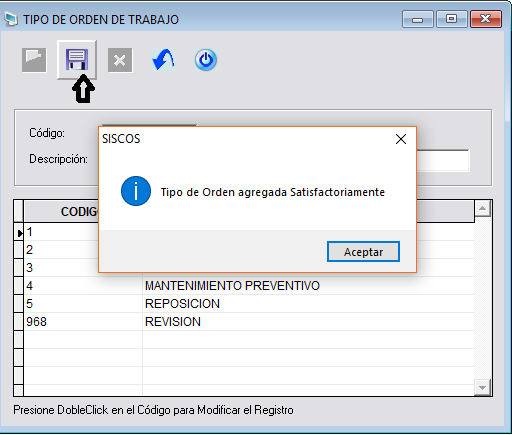 TIPO DE ORDEN DE TRABAJO
Código:
SISCOS
Descripción:
Tipo de Orden agregada Satisfactoriamente
Aceptar
1
2
3
4 MANTENIMIENTO PREVENTIVO
5 REPOSICION
968 REVISION
Presione DobleClick en el Código para Modificar el Registro